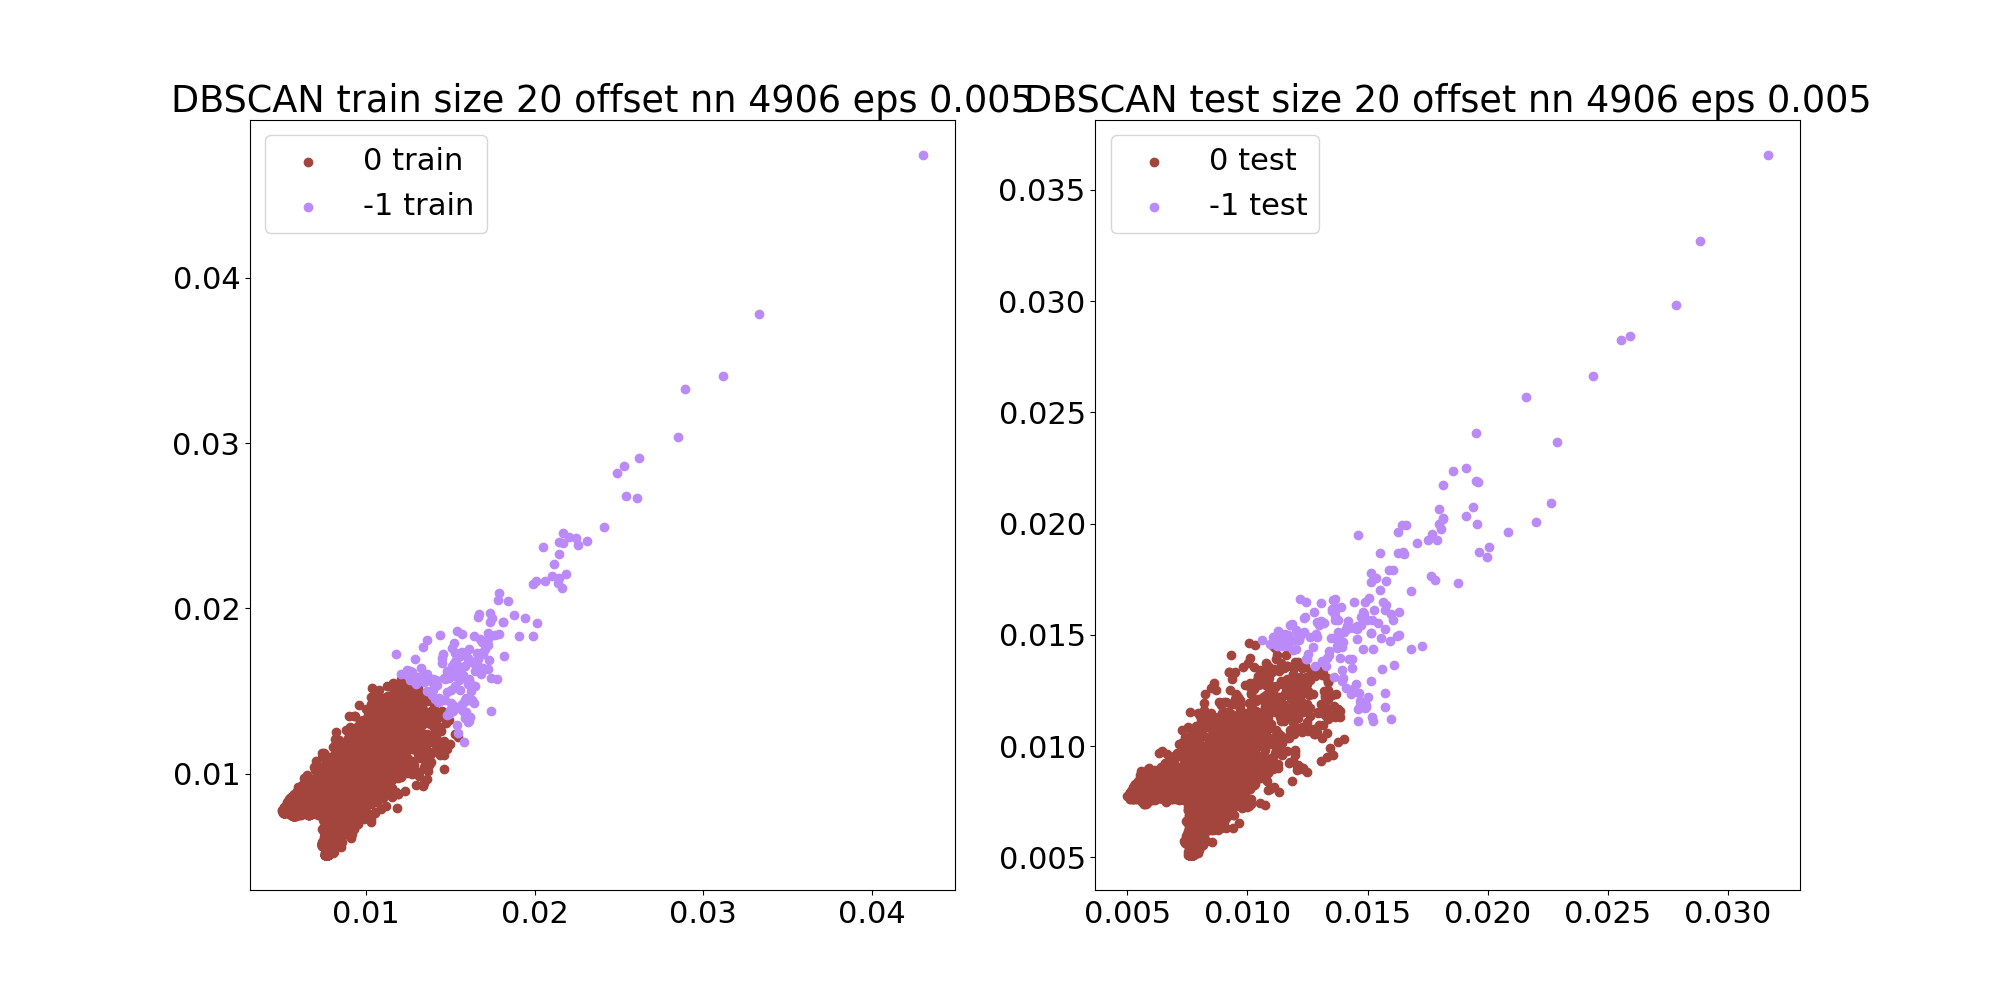 DBSCAN train size 20 offset nn 4906 eps 0.005
0 train
-1 train
0.04
0.03
0.02
0.01
0.01 0.02 0.03 0.04
DBSCAN test size 20 offset nn 4906 eps 0.005
0 test
-1 test
0.035
0.030
0.025
0.020
0.015
0.010
0.005
0.005 0.010 0.015 0.020 0.025 0.030